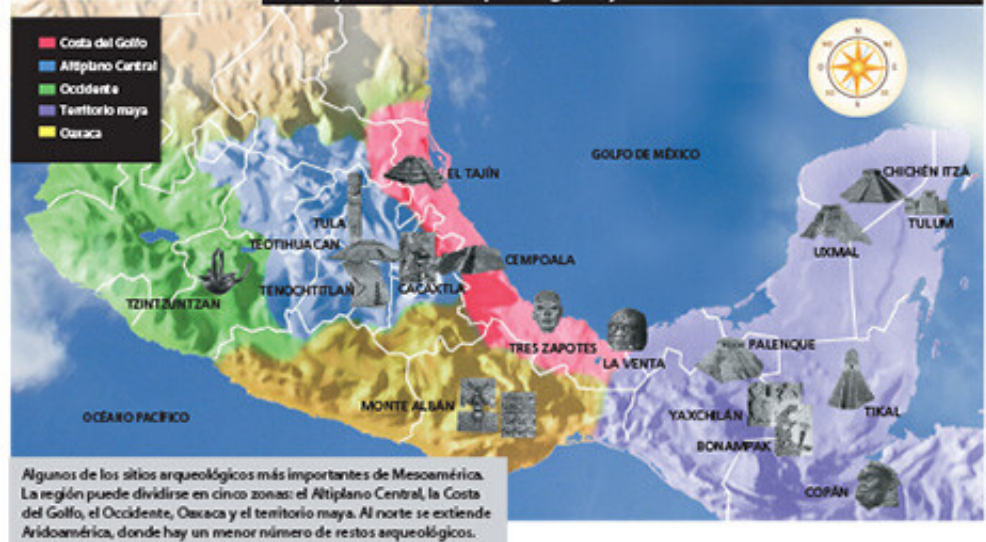 Costa del Golfo
Altiplano Central
Occidente
Territorio maya
Oaxaca
GOLFO DE MÉXICO
EL TAJÍN
CHICHÉN ITZÁ
TULUM
UXMAL
TULA
TEOTIHUACAN
CEMPOALA
TENOCHTITLAN
CACAXTLA
TZINTZUNTZAN
TRES ZAPOTES
LA VENTA
PALENQUE
MONTE ALBÁN
YAXCHILÁN
TIKAL
BONAMPAK
OCÉANO PACÍFICO
COPÁN
Algunos de los sitios arqueológicos más importantes de Mesoamérica.
La región puede dividirse en cinco zonas: el Altiplano Central, la Costa
del Golfo, el Occidente, Oaxaca y el territorio maya. Al norte se extiende
Aridoamérica, donde hay un menor número de restos arqueológicos.